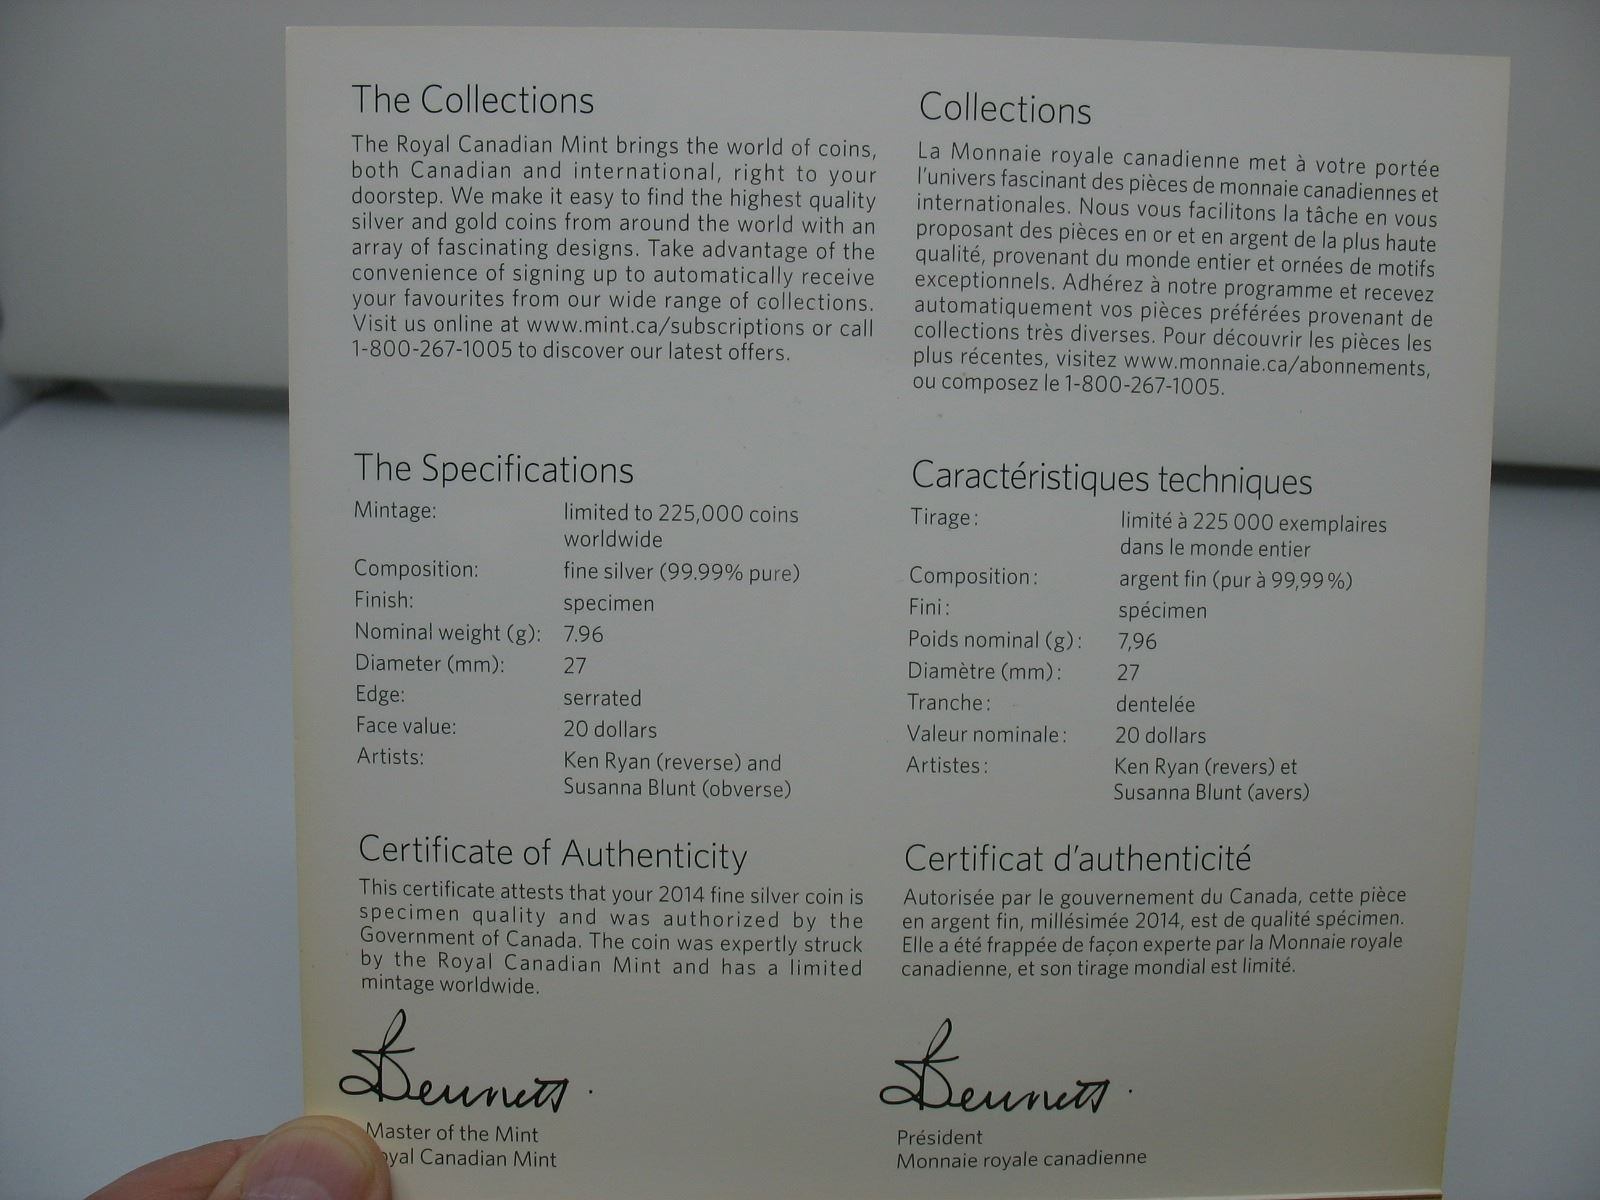 The Collections
The Royal Canadian Mint brings the world of coins,
both Canadian and international, right to your
doorstep. We make it easy to find the highest quality
silver and gold coins from around the world with an
array of fascinating designs. Take advantage of the
convenience of signing up to automatically receive
your favourites from our wide range of collections.
Visit us online at www.mint.ca/subscriptions or call
1-800-267-1005 to discover our latest offers.
The Specifications
Mintage: limited to 225,000 coins
worldwide
Composition: fine silver (99.99% pure)
Finish: specimen
Nominal weight (g): 7.96
Diameter (mm): 27
Edge: serrated
Face value: 20 dollars
Artists: Ken Ryan (reverse) and
Susanna Blunt (obverse)
Certificate of Authenticity
This certificate attests that your 2014 fine silver coin is
specimen quality and was authorized by the
Government of Canada. The coin was expertly struck
by the Royal Canadian Mint and has a limited
mintage worldwide.
Bennett
Master of the Mint
oyal Canadian Mint
Collections
La Monnaie royale canadienne met à votre portée
l'univers fascinant des pièces de monnaie canadiennes et
internationales. Nous vous facilitons la tâche en vous
proposant des pièces en or et en argent de la plus haute
qualité, provenant du monde entier et ornées de motifs
exceptionnels. Adhérez à notre programme et recevez
automatiquement vos pièces préférées provenant de
collections très diverses. Pour découvrir les pièces les
plus récentes, visitez www.monnaie.ca/abonnements,
ou composez le 1-800-267-1005.
Caractéristiques techniques
Tirage : limité à 225 000 exemplaires
dans le monde entier
Composition : argent fin (pur à 99,99 %)
Fini : spécimen
Poids nominal (g) : 7,96
Diamètre (mm) : 27
Tranche : dentelée
Valeur nominale : 20 dollars
Artistes : Ken Ryan (revers) et
Susanna Blunt (avers)
Certificat d'authenticité
Autorisée par le gouvernement du Canada, cette pièce
en argent fin, millésimée 2014, est de qualité spécimen.
Elle a été frappée de façon experte par la Monnaie royale
canadienne, et son tirage mondial est limité.
Bennett
Président
Monnaie royale canadienne